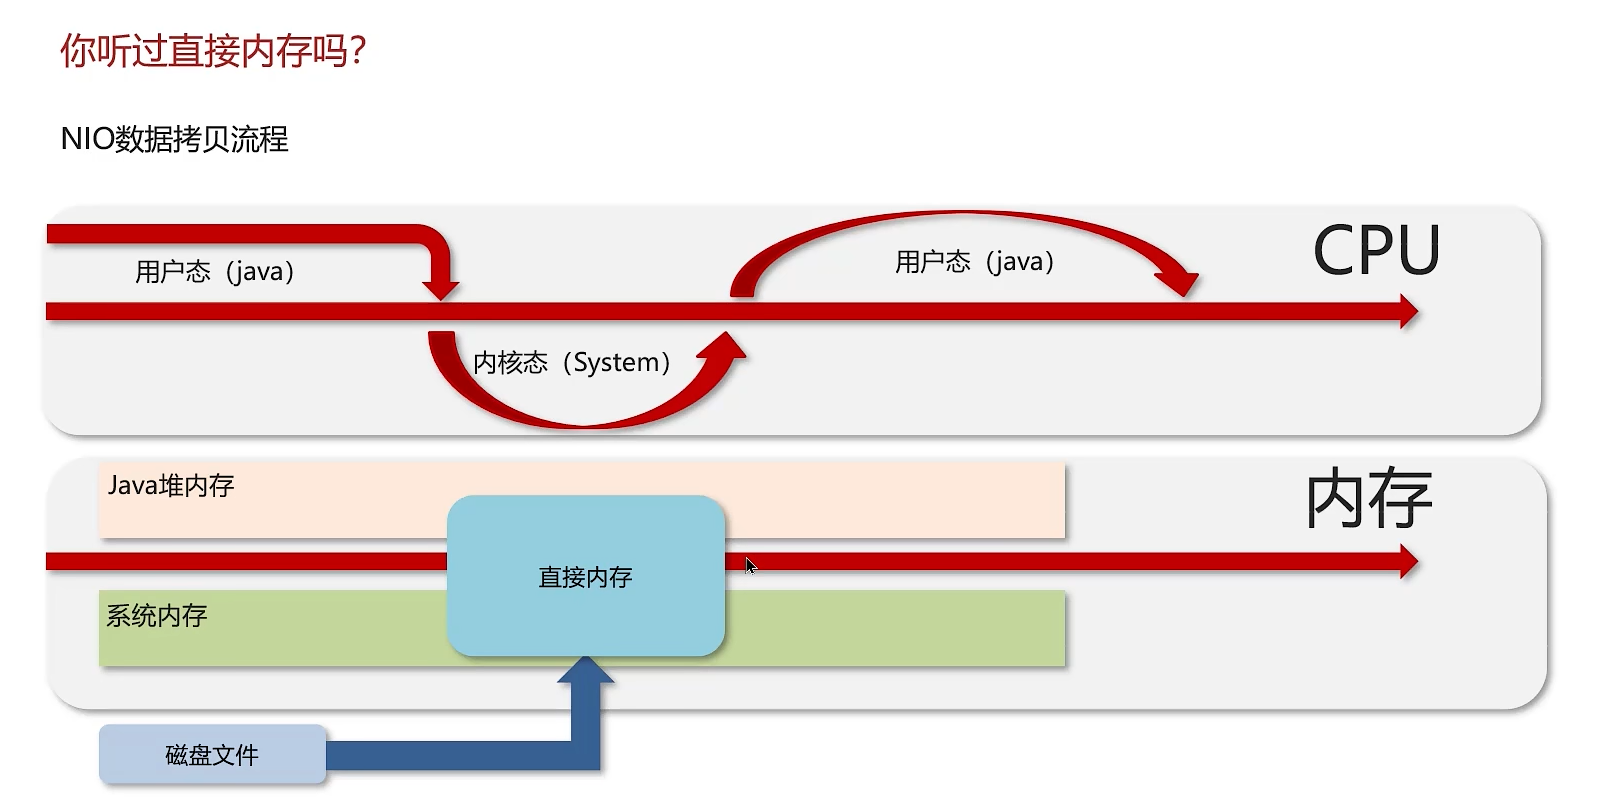 你听过直接内存吗?
NIO数据拷贝流程
CPU
用户态（java）
用户态（java）
内核态（System）
Java堆内存
内存
直接内存
系统内存
磁盘文件